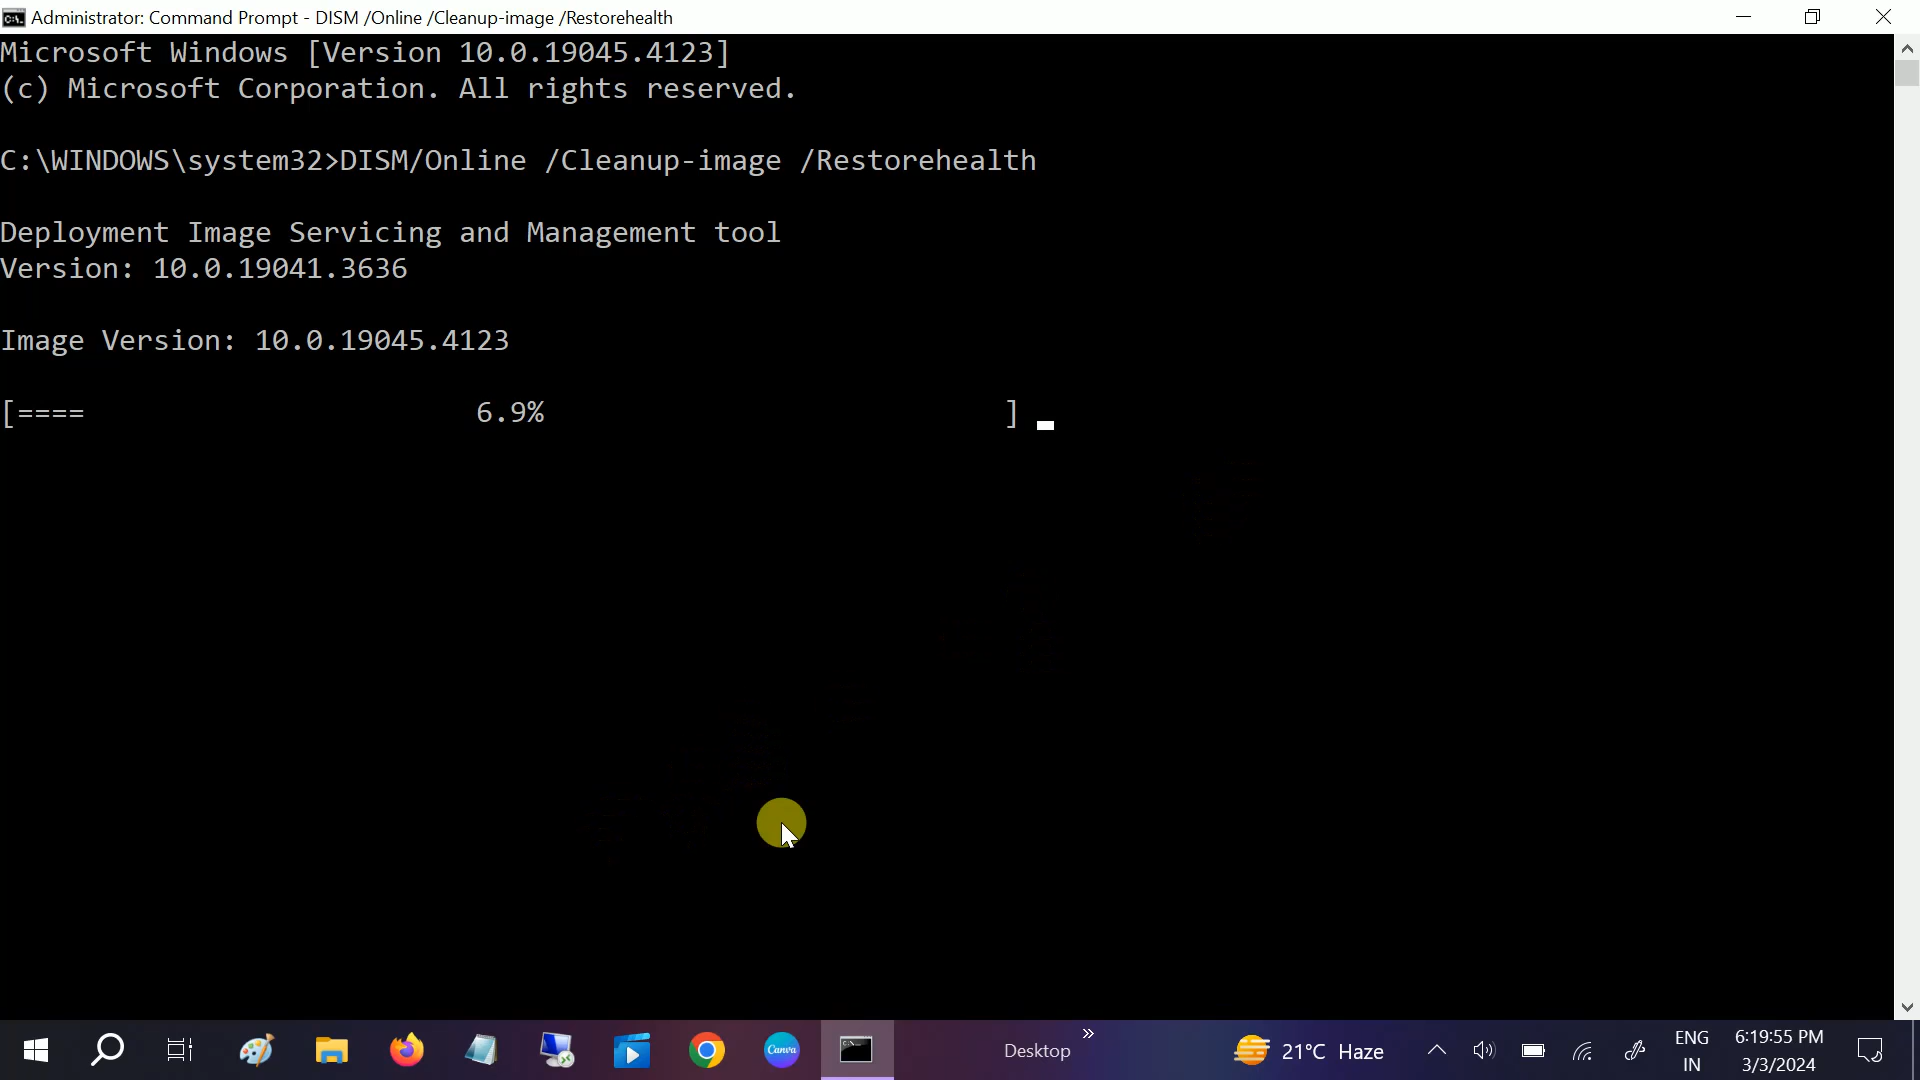 Administrator: Command Prompt - DISM /Online /Cleanup-image /Restorehealth
Microsoft Windows [Version 10.0.19045.4123]
(c) Microsoft Corporation. All rights reserved.
C:\WINDOWS\system32>DISM/Online /Cleanup-image /Restorehealth
Deployment Image Servicing and Management tool
Version: 10.0.19041.3636
Image Version: 10.0.19045.4123
[==== 6.9% ]
Canva
Desktop
21°C Haze
ENG
IN
6:19:55 PM
3/3/2024